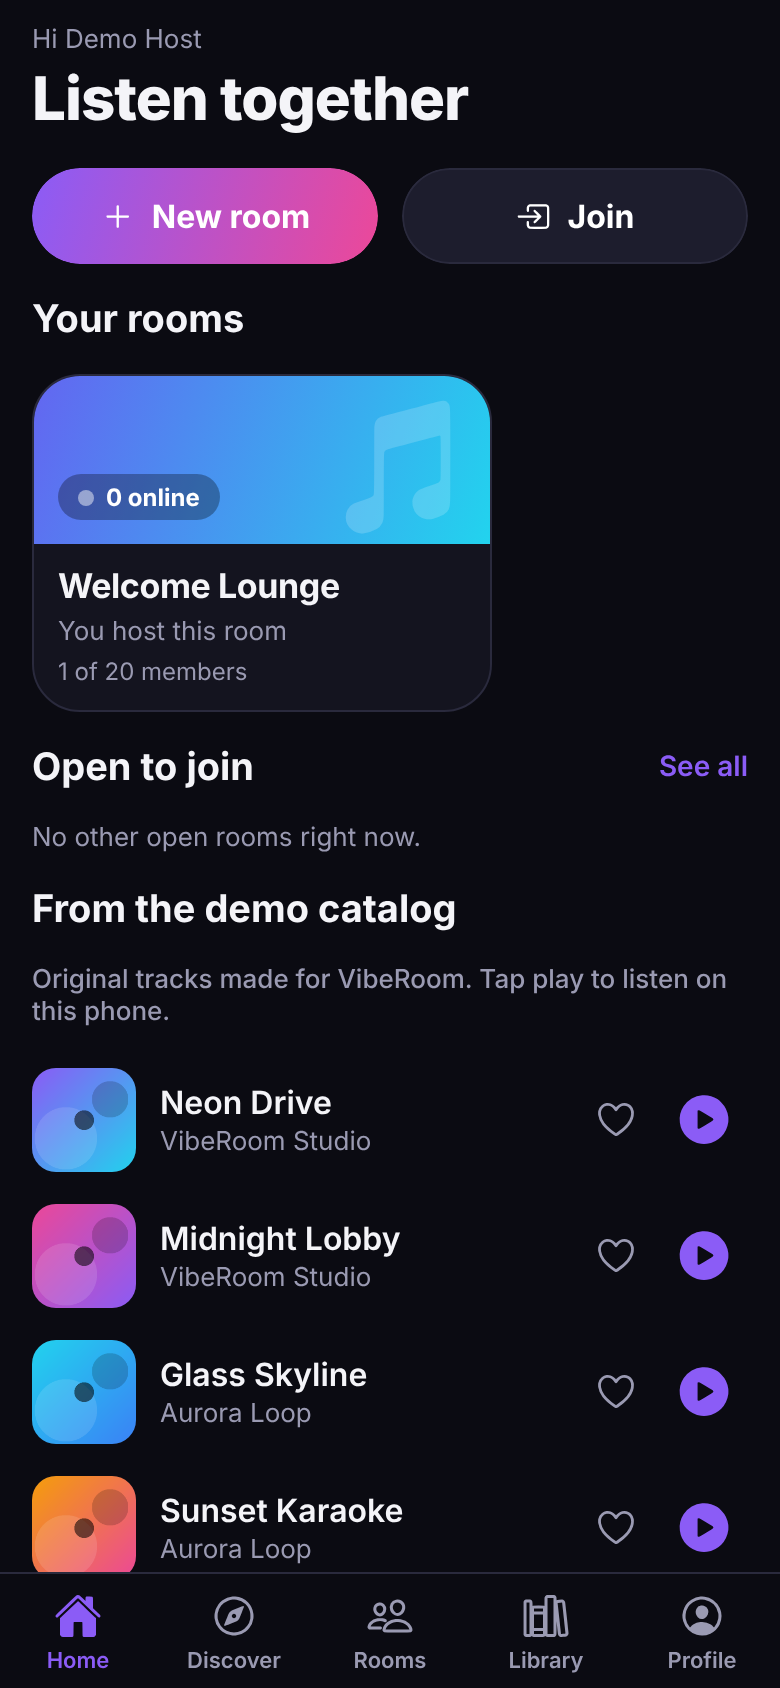 Hi Demo Host
Listen together
New room
Join
Your rooms
0 online
Welcome Lounge
You host this room
1 of 20 members
Open to join
See all
No other open rooms right now.
From the demo catalog
Original tracks made for VibeRoom. Tap play to listen on
this phone.
Neon Drive
VibeRoom Studio
Midnight Lobby
VibeRoom Studio
Glass Skyline
Aurora Loop
Sunset Karaoke
Aurora Loop
Home
Discover
Rooms
Library
Profile